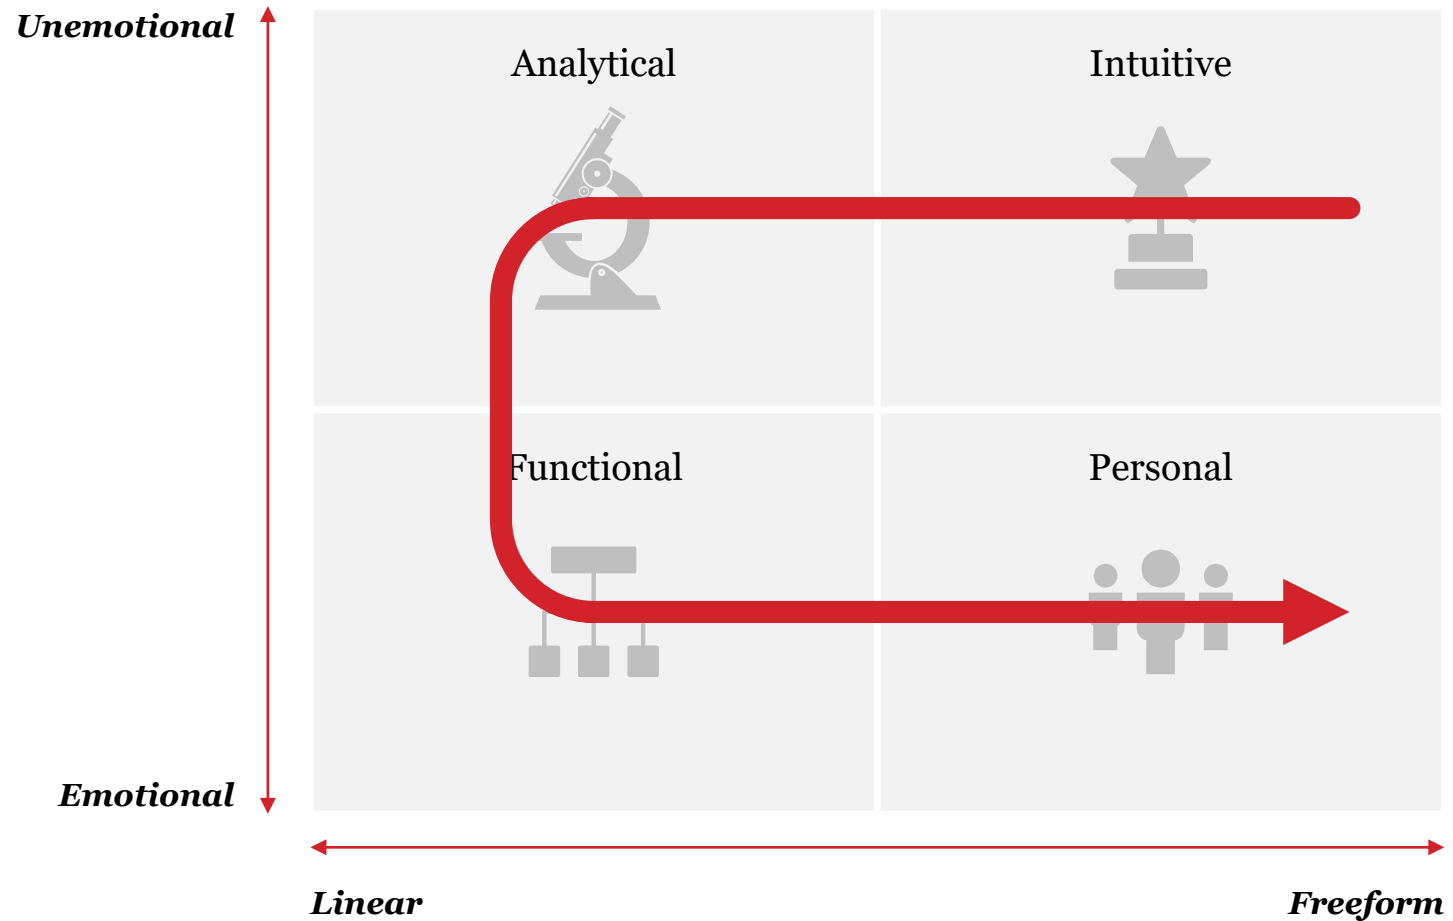 Unemotional
Analytical
Intuitive
Functional
Personal
Emotional
Linear
Freeform